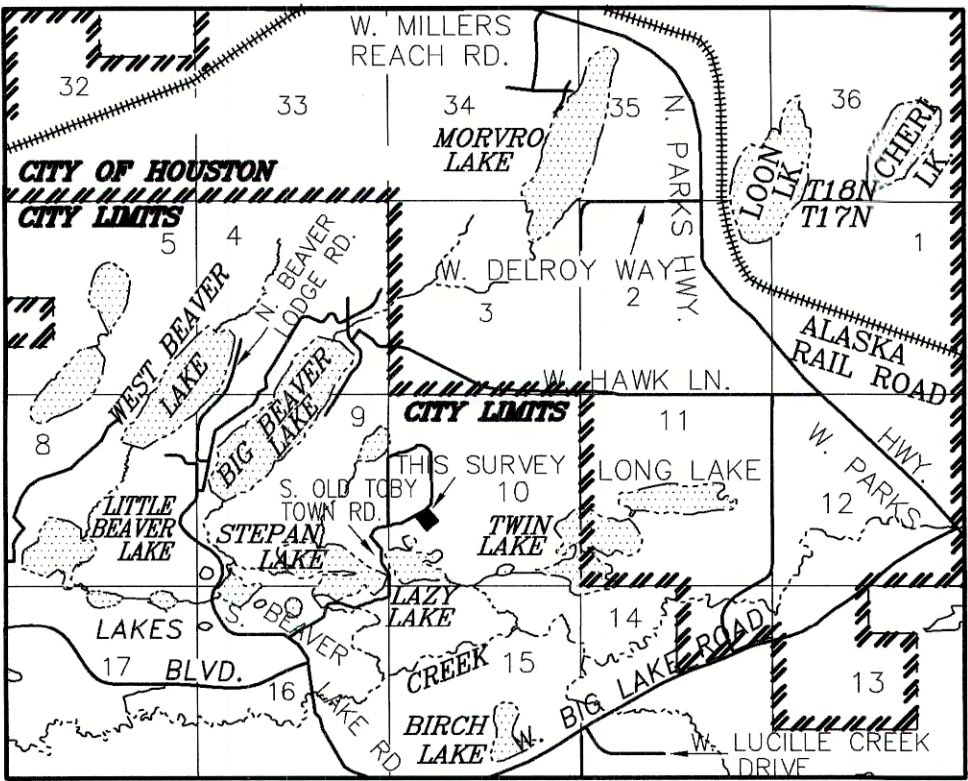 W. MILLERS
REACH RD.
32
33
34
35
36
MORVRO
LAKE
N. PARKS HWY.
LOON
LK
CHERI
LK
CITY OF HOUSTON
CITY LIMITS
T18N
T17N
5
4
N. BEAVER
LODGE RD.
W. DELROY WAY
3
2
1
WEST BEAVER
LAKE
ALASKA
RAIL ROAD
BIG BEAVER
LAKE
W. HAWK LN.
CITY LIMITS
8
9
11
W. PARKS
HWY.
THIS SURVEY
10
LONG LAKE
12
S. OLD TOBY
TOWN RD.
LITTLE
BEAVER
LAKE
STEPAN
LAKE
TWIN
LAKE
LAZY
LAKE
LAKES
BLVD.
S. BEAVER
LAKE RD
14
17
16
CREEK
15
W. BIG LAKE ROAD
13
BIRCH
LAKE
W. LUCILLE CREEK
DRIVE